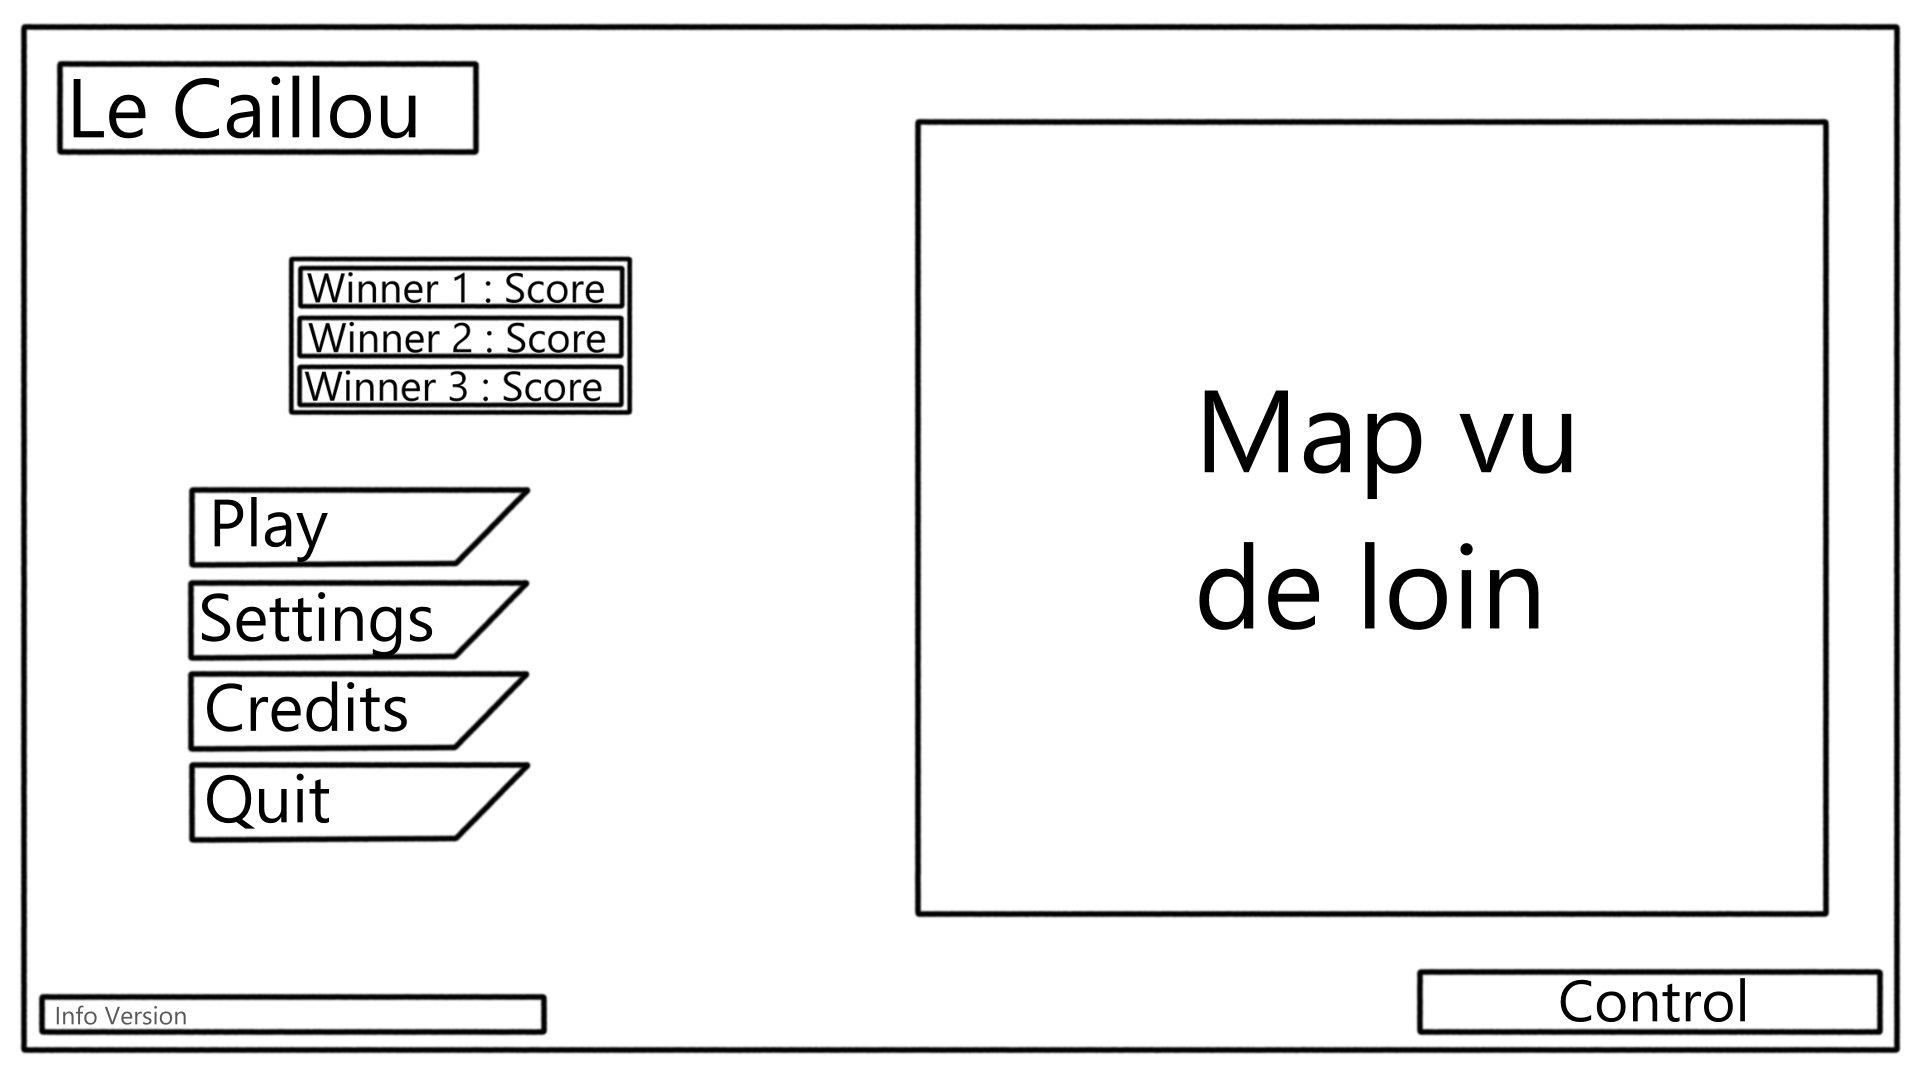 Le Caillou
Winner 1 : Score
Winner 2 : Score
Winner 3 : Score
Play
Settings
Credits
Quit
Map vu
de loin
Info Version
Control